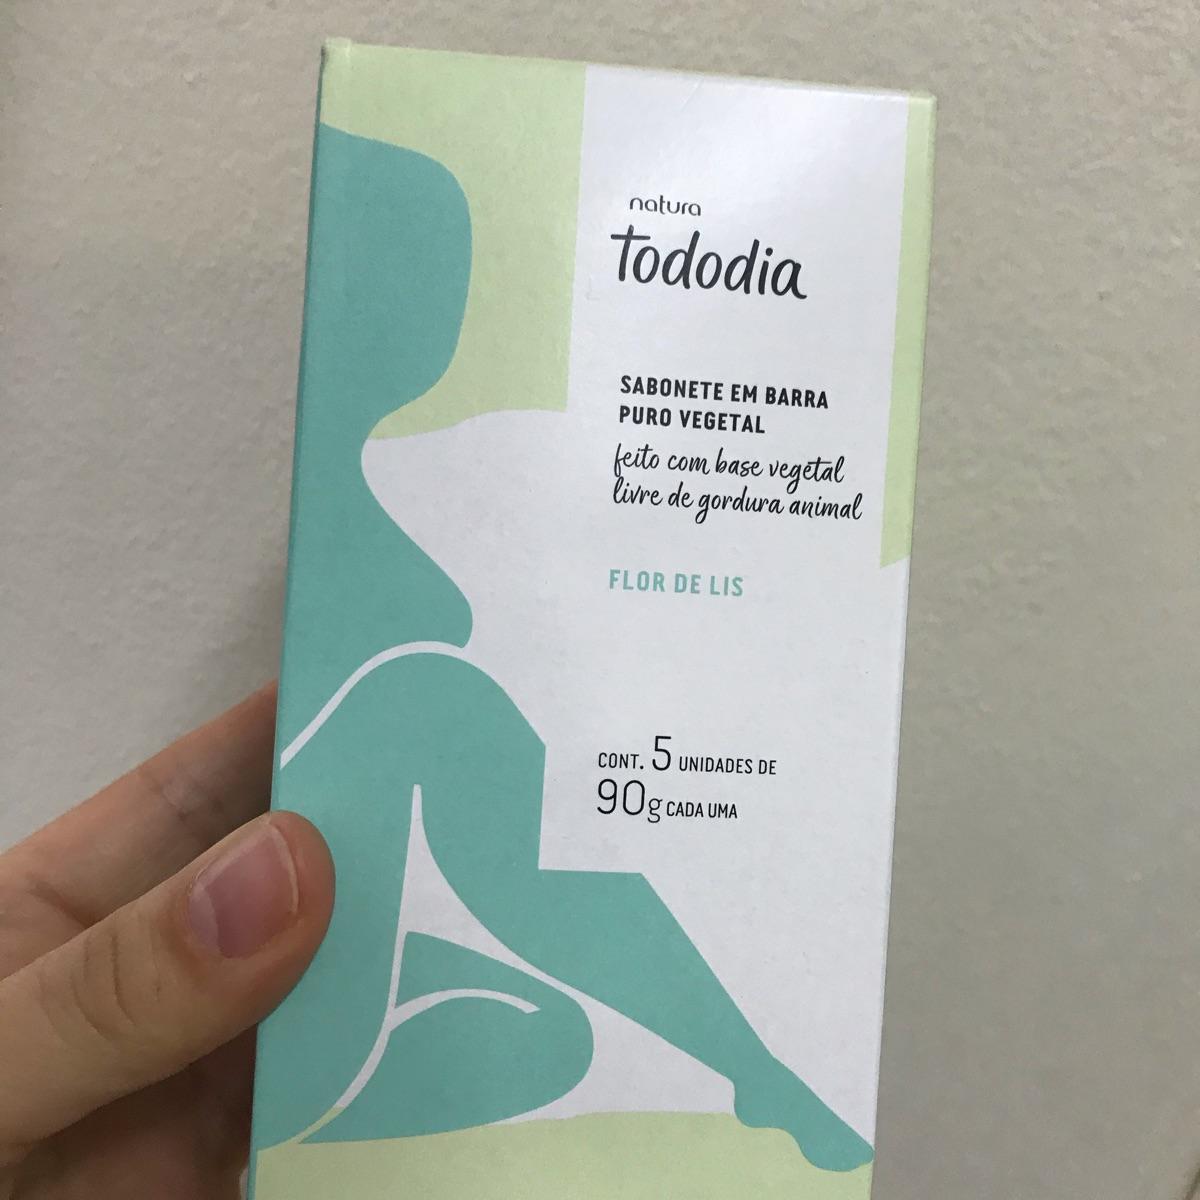 natura
tododia
SABONETE EM BARRA
PURO VEGETAL
feito com base vegetal
livre de gordura animal
FLOR DE LIS
CONT. 5 UNIDADES DE
90g CADA UMA